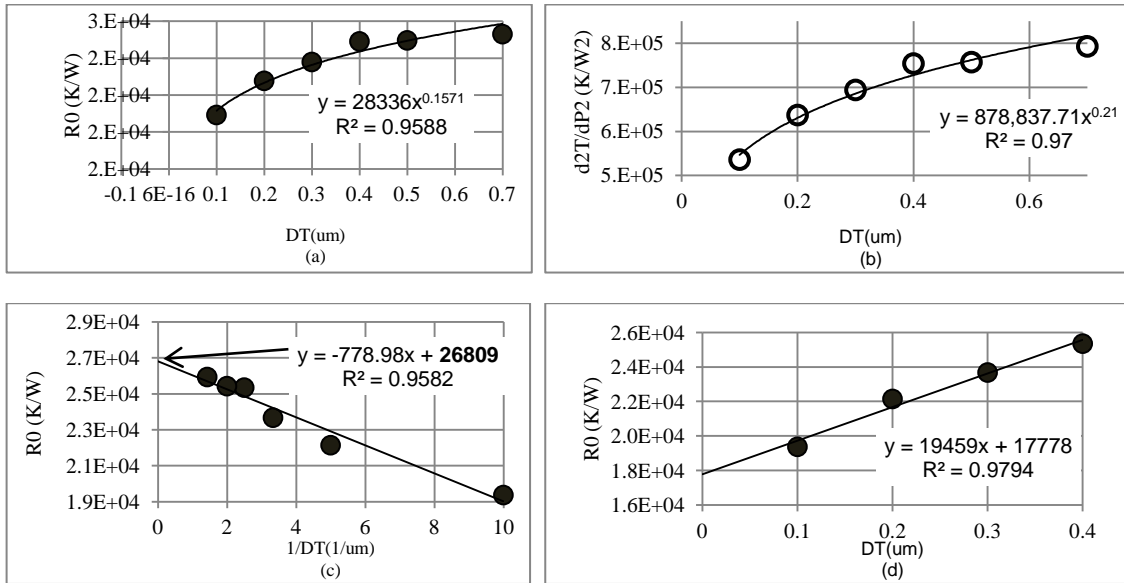 3.E+04
2.E+04
2.E+04
2.E+04
2.E+04
R0 (K/W)
y = 28336x^0.1571
R² = 0.9588
-0.1 6E-16 0.1 0.2 0.3 0.4 0.5 0.6 0.7
DT(um)
(a)
8.E+05
7.E+05
6.E+05
5.E+05
d2T/dP2 (K/W2)
y = 878,837.71x^0.21
R² = 0.97
0 0.2 0.4 0.6
DT(um)
(b)
2.9E+04
2.7E+04
2.5E+04
2.3E+04
2.1E+04
1.9E+04
R0 (K/W)
y = -778.98x + 26809
R² = 0.9582
0 2 4 6 8 10
1/DT(1/um)
(c)
2.6E+04
2.4E+04
2.2E+04
2.0E+04
1.8E+04
1.6E+04
R0 (K/W)
y = 19459x + 17778
R² = 0.9794
0 0.1 0.2 0.3 0.4
DT(um)
(d)